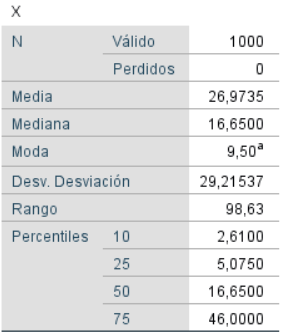 X
N Válido 1000
Perdidos 0
Media 26,9735
Mediana 16,6500
Moda 9,50a
Desv. Desviación 29,21537
Rango 98,63
Percentiles 10 2,6100
25 5,0750
50 16,6500
75 46,0000